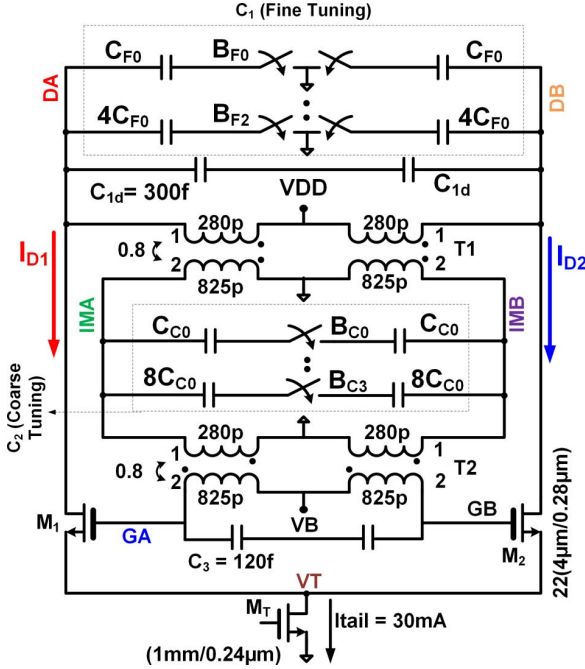 C1 (Fine Tuning)
CF0 BF0 CF0
DA DB
4CF0 BF2 4CF0
C1d= 300f VDD C1d
280p 280p
ID1 0.8 1 1 T1 ID2
2 2
825p 825p
IMA IMB
CC0 BC0 CC0
8CC0 BC3 8CC0
C2 (Coarse
Tuning)
280p 280p
0.8 1 1 T2
2 2
825p 825p
M1 VB GB
GA M2
C3 = 120f
22(4μm/0.28μm)
VT
MT Itail = 30mA
(1mm/0.24μm)